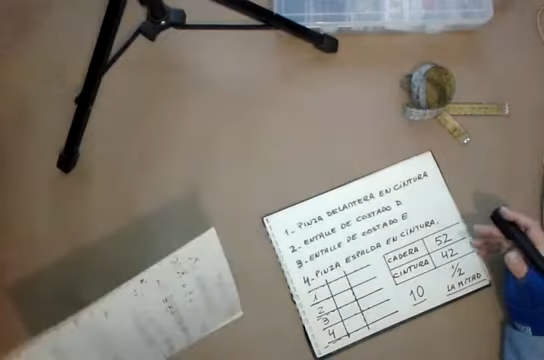 1- PINZA DELANTERA EN CINTURA
2- ENTALLE DE COSTADO D.
3- ENTALLE DE COSTADO E
4- PINZA ESPALDA EN CINTURA.
CADERA 52
CINTURA 42
1
2
3
4
10
1/2
LA MITAD